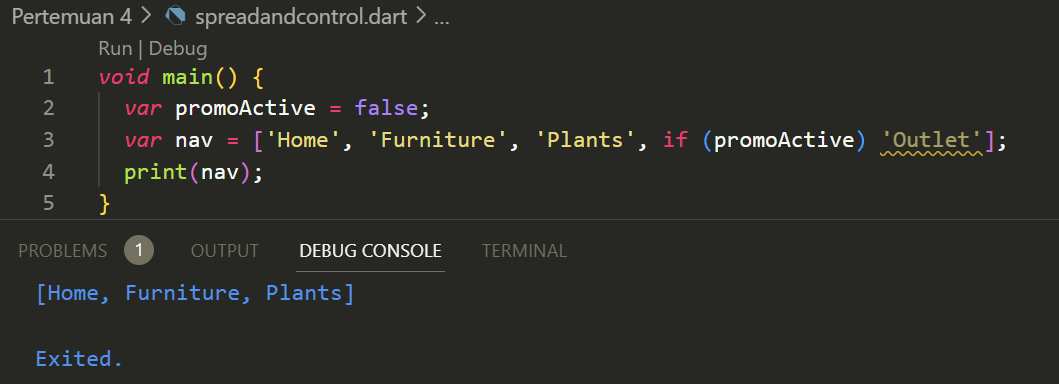 Pertemuan 4 > spreadandcontrol.dart > ...
Run | Debug
1 void main() {
2 var promoActive = false;
3 var nav = ['Home', 'Furniture', 'Plants', if (promoActive) 'Outlet'];
4 print(nav);
5 }
PROBLEMS 1 OUTPUT DEBUG CONSOLE TERMINAL
[Home, Furniture, Plants]
Exited.